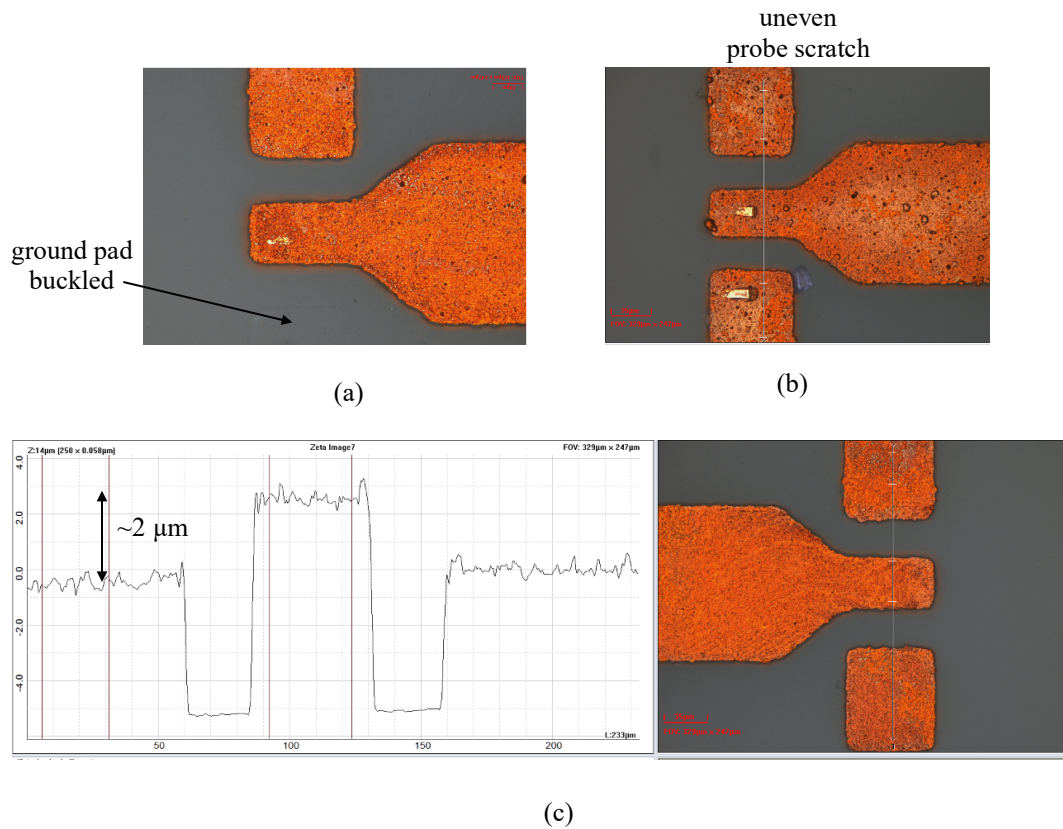 uneven
probe scratch
ground pad
buckled
(a)
(b)
Z:14µm (250 x 0.058µm)
Zeta Image7
FOV: 329µm x 247µm
4.0
2.0
~2 µm
0.0
-2.0
-4.0
50
100
150
200
L:233µm
(c)